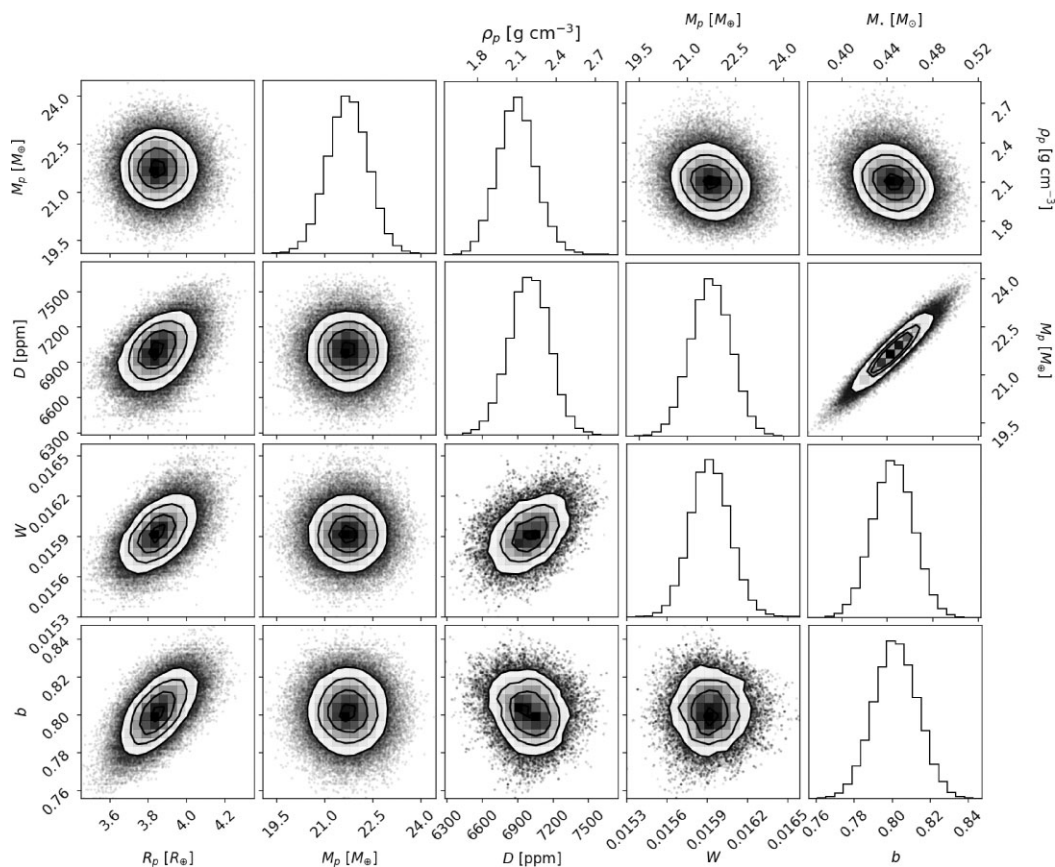 ρₚ [g cm⁻³] Mₚ [M⊕] M⋆ [M⊙]
1.8 2.1 2.4 2.7 19.5 21.0 22.5 24.0 0.40 0.44 0.48 0.52
Mₚ [M⊕] 24.0 22.5 21.0 19.5 2.7 2.4 2.1 1.8 ρₚ [g cm⁻³]
D [ppm] 7500 7200 6900 6600 6300 24.0 22.5 21.0 19.5 Mₚ [M⊕]
W 0.0165 0.0162 0.0159 0.0156 0.0153
b 0.84 0.82 0.80 0.78 0.76
3.6 3.8 4.0 4.2 19.5 21.0 22.5 24.0 6300 6600 6900 7200 7500 0.0153 0.0156 0.0159 0.0162 0.0165 0.76 0.78 0.80 0.82 0.84
Rₚ [R⊕] Mₚ [M⊕] D [ppm] W b